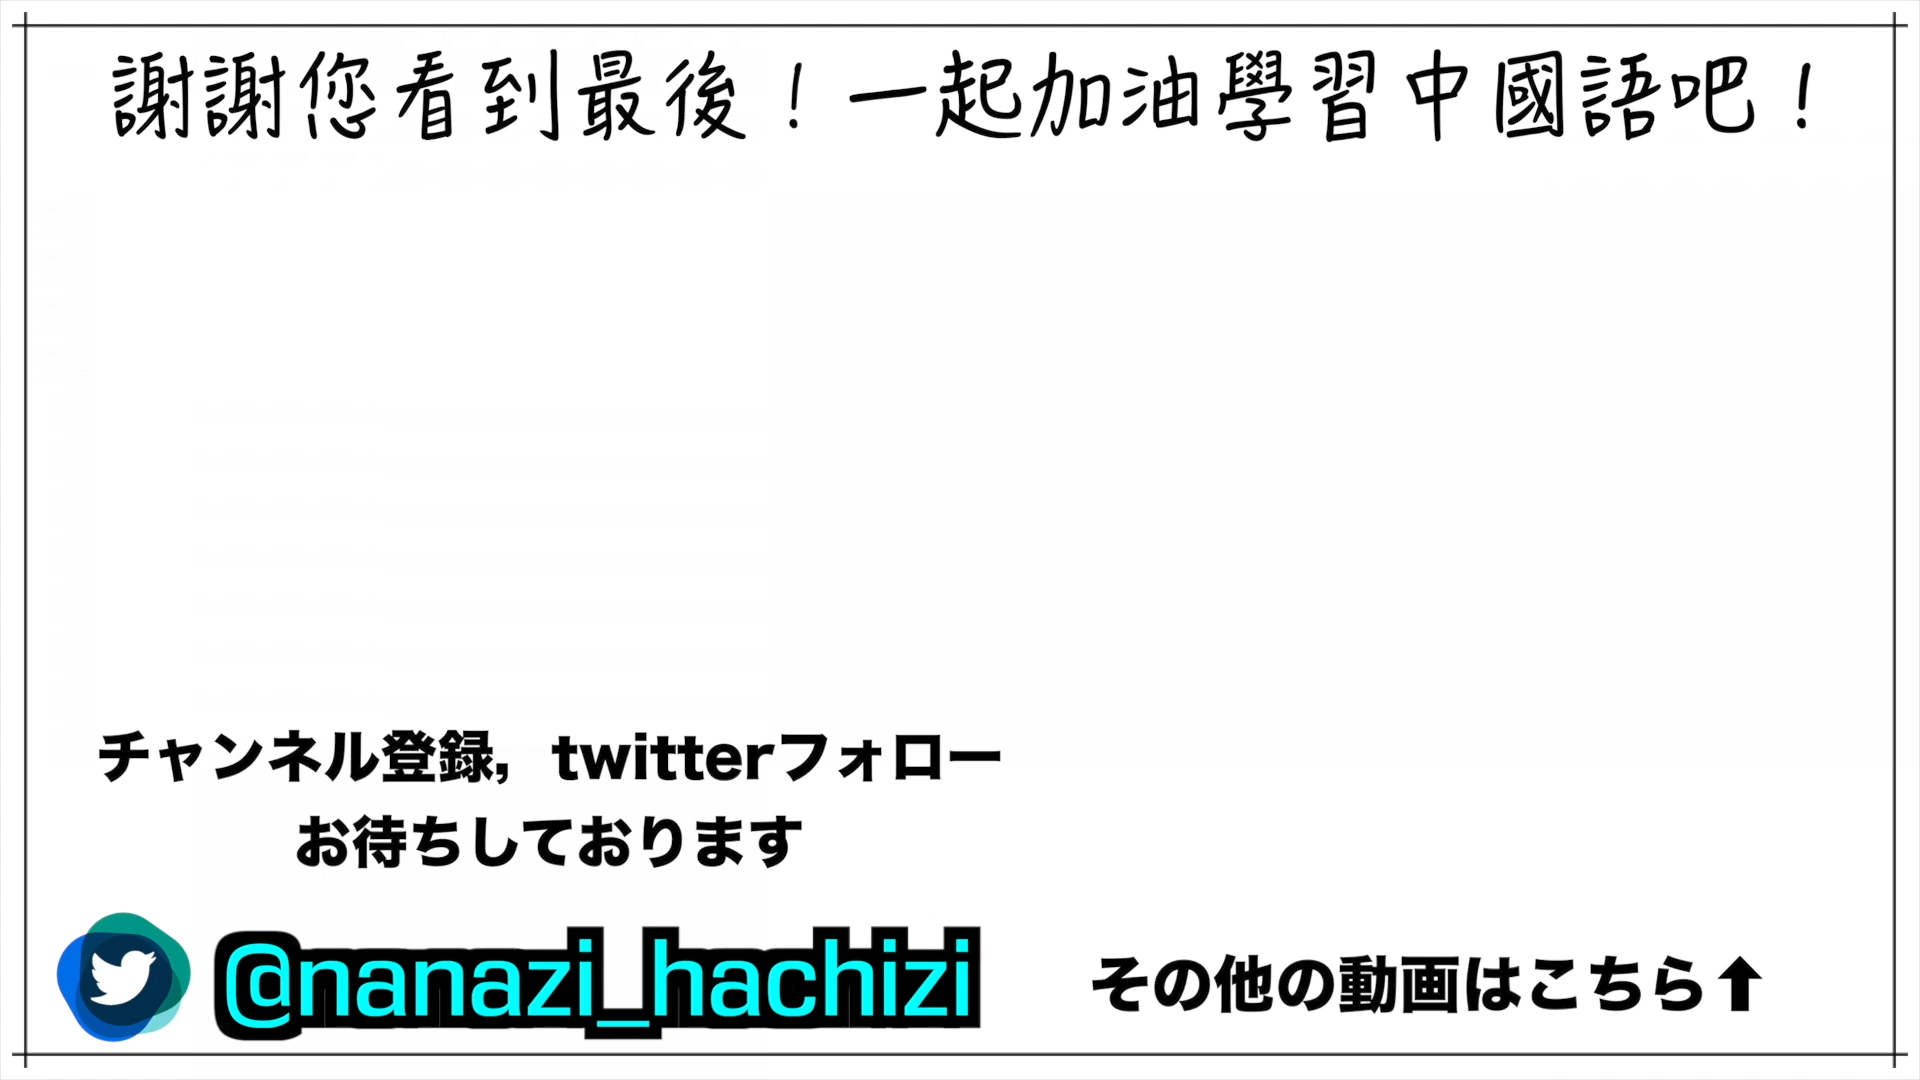 謝謝您看到最後！一起加油學習中國語吧！
チャンネル登録，twitterフォロー
お待ちしております
@nanazi_hachizi
その他の動画はこちら⬆